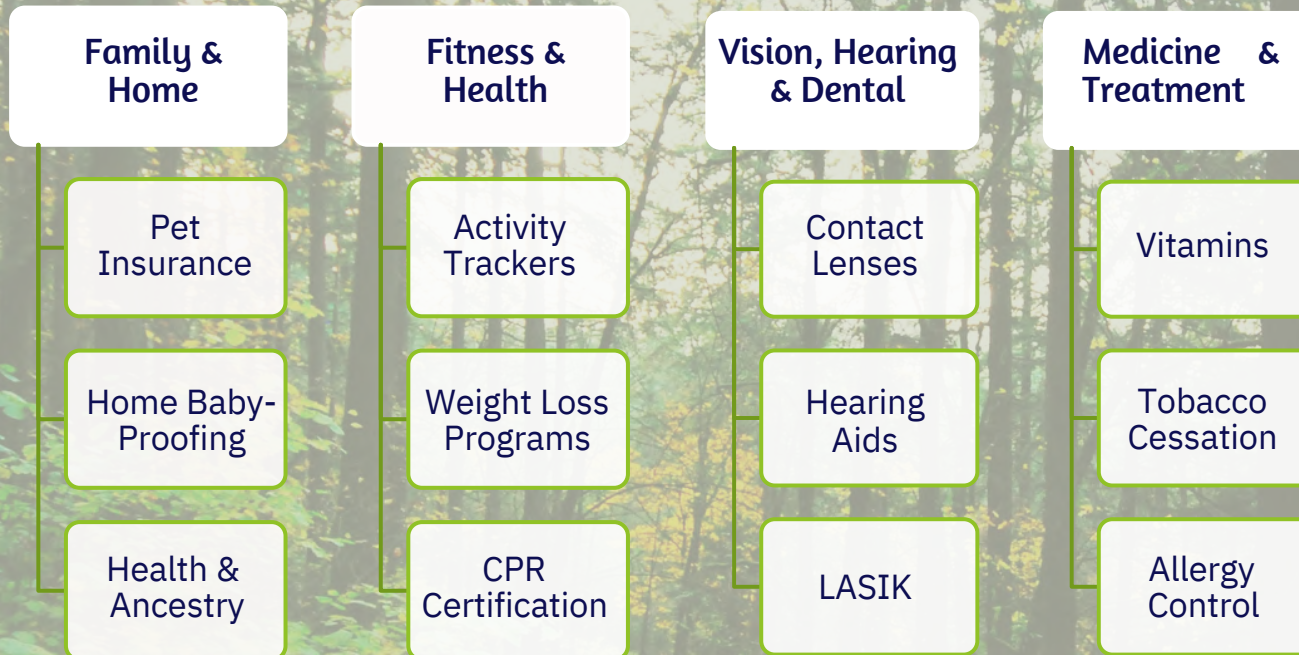 Family &
Home
Pet
Insurance
Home Baby-
Proofing
Health &
Ancestry
Fitness &
Health
Activity
Trackers
Weight Loss
Programs
CPR
Certification
Vision, Hearing
& Dental
Contact
Lenses
Hearing
Aids
LASIK
Medicine &
Treatment
Vitamins
Tobacco
Cessation
Allergy
Control